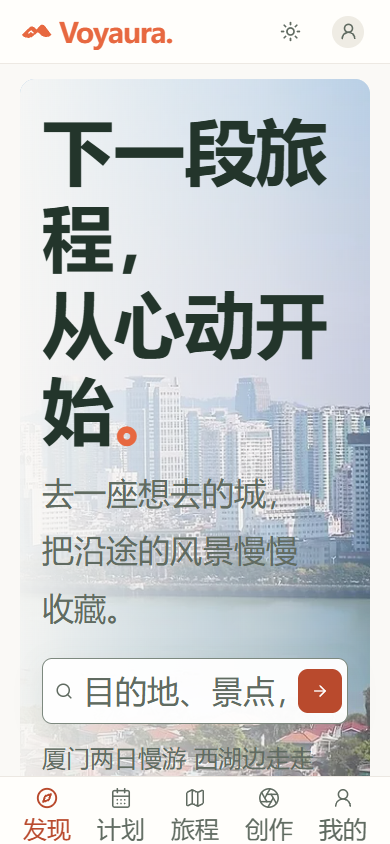 Voyaura.
下一段旅
程，
从心动开
始。
去一座想去的城，
把沿途的风景慢慢
收藏。
目的地、景点，
厦门两日慢游 西湖边走走
发现 计划 旅程 创作 我的